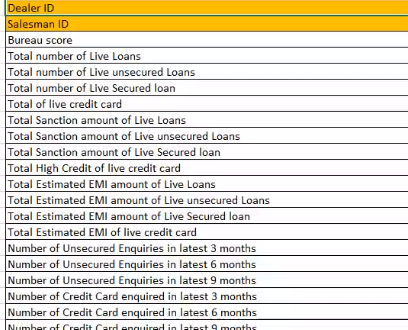 Dealer ID
Salesman ID
Bureau score
Total number of Live Loans
Total number of Live unsecured Loans
Total number of Live Secured loan
Total of live credit card
Total Sanction amount of Live Loans
Total Sanction amount of Live unsecured Loans
Total Sanction amount of Live Secured loan
Total High Credit of live credit card
Total Estimated EMI amount of Live Loans
Total Estimated EMI amount of Live unsecured Loans
Total Estimated EMI amount of Live Secured loan
Total Estimated EMI of live credit card
Number of Unsecured Enquiries in latest 3 months
Number of Unsecured Enquiries in latest 6 months
Number of Unsecured Enquiries in latest 9 months
Number of Credit Card enquired in latest 3 months
Number of Credit Card enquired in latest 6 months
Number of Credit Card enquired in latest 9 months